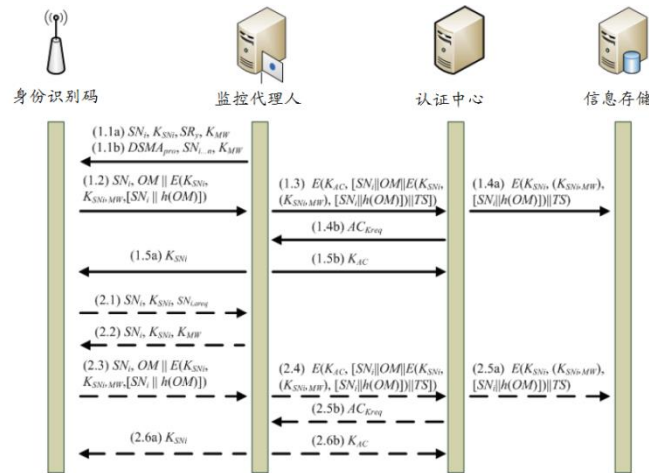 身份识别码
监控代理人
认证中心
信息存储
(1.1a) SNi, KSNi, SRy, KMW
(1.1b) DSMApro, SNi...n, KMW
(1.2) SNi, OM || E(KSNi,
KSNi,MW,[SNi || h(OM)])
(1.3) E(KAC, [SNi||OM||E(KSNi,
(KSNi,MW), [SNi||h(OM)])||TS])
(1.4a) E(KSNi, (KMW),
[SNi||h(OM)])||TS)
(1.4b) ACKreq
(1.5a) KSNi
(1.5b) KAC
(2.1) SNi, KSNi, SNi,areq
(2.2) SNi, KSNi, KMW
(2.3) SNi, OM || E(KSNi,
KSNi,MW,[SNi || h(OM)])
(2.4) E(KAC, [SNi||OM||E(KSNi,
(KSNi,MW), [SNi||h(OM)])||TS])
(2.5a) E(KSNi, (KMW),
[SNi||h(OM)])||TS)
(2.5b) ACKreq
(2.6a) KSNi
(2.6b) KAC